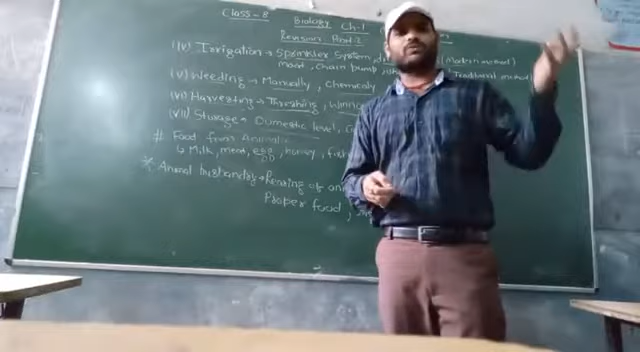 Class-8 Biology Ch-1
Revision Part-2
(IV) Irrigation → Sprinkler System, (Modern method)
moat, Chain pump, (Traditional method)
(V) Weeding → Manually, Chemically
(VI) Harvesting → Threshing,
(VII) Storage → Domestic level,
# Food from Animals
↳ Milk, meat, egg, honey, fish
* Animal husbandry → Rearing of
Proper food,